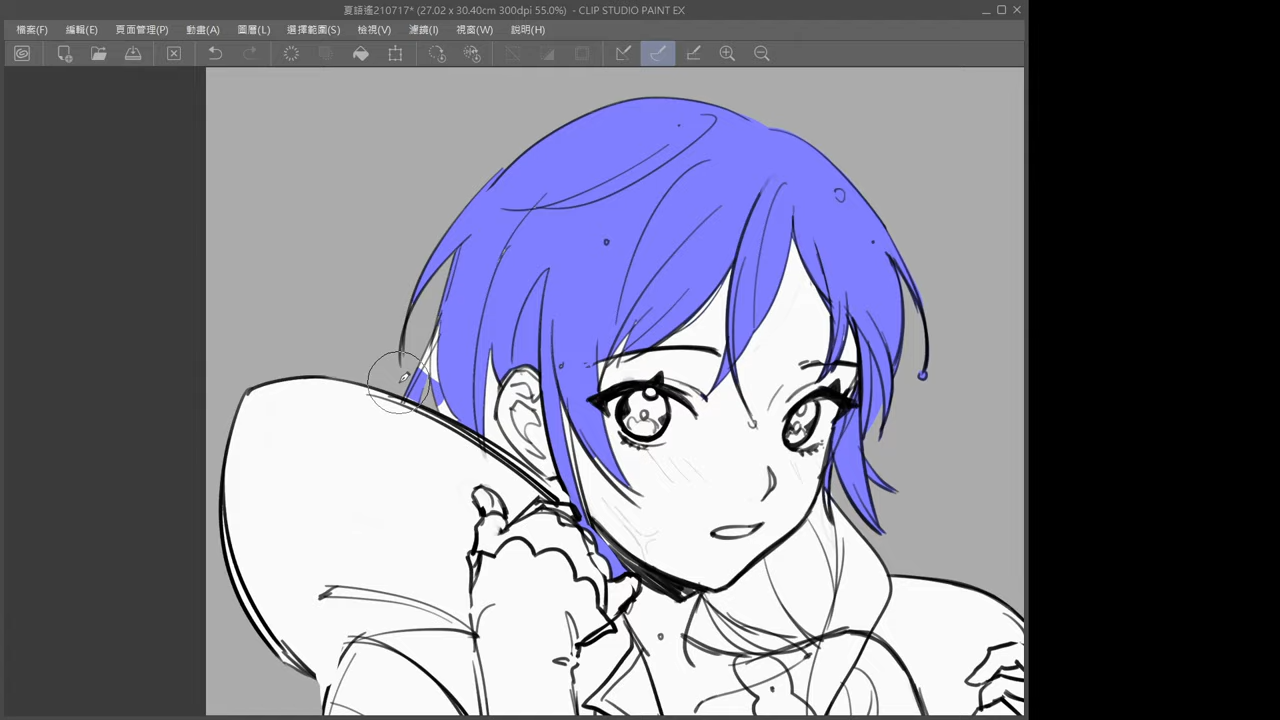 夏語遙210717* (27.02 x 30.40cm 300dpi 55.0%) - CLIP STUDIO PAINT EX
檔案(F) 編輯(E) 頁面管理(P) 動畫(A) 圖層(L) 選擇範圍(S) 檢視(V) 濾鏡(I) 視窗(W) 說明(H)